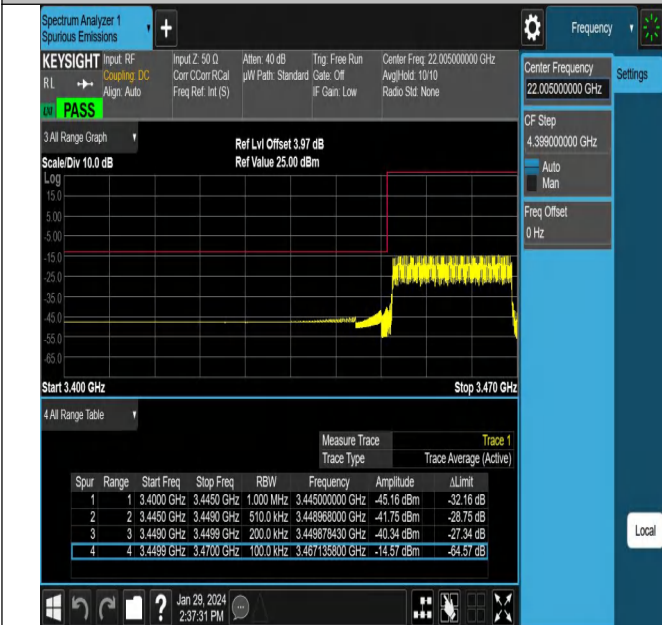 Spectrum Analyzer 1
Spurious Emissions
+
Frequency
KEYSIGHT Input: RF Input Z: 50 Ω Atten: 40 dB Trig: Free Run Center Freq: 22.005000000 GHz
RL Coupling: DC Corr CCorr RCal µW Path: Standard Gate: Off Avg|Hold: 10/10
Align: Auto Freq Ref: Int (S) IF Gain: Low Radio Std: None
PASS
Center Frequency
22.005000000 GHz
Settings
CF Step
4.399000000 GHz
Auto
Man
Freq Offset
0 Hz
3 All Range Graph
Ref Lvl Offset 3.97 dB
Scale/Div 10.0 dB Ref Value 25.00 dBm
Log
15.0
5.00
-5.00
-15.0
-25.0
-35.0
-45.0
-55.0
-65.0
Start 3.400 GHz Stop 3.470 GHz
4 All Range Table
Measure Trace Trace 1
Trace Type Trace Average (Active)
Spur Range Start Freq Stop Freq RBW Frequency Amplitude ΔLimit
1 1 3.4000 GHz 3.4450 GHz 1.000 MHz 3.445000000 GHz -45.16 dBm -32.16 dB
2 2 3.4450 GHz 3.4490 GHz 510.0 kHz 3.448968000 GHz -41.75 dBm -28.75 dB
3 3 3.4490 GHz 3.4499 GHz 200.0 kHz 3.449878430 GHz -40.34 dBm -27.34 dB
4 4 3.4499 GHz 3.4700 GHz 100.0 kHz 3.467135800 GHz -14.57 dBm -64.57 dB
Local
?
Jan 29, 2024
2:37:31 PM